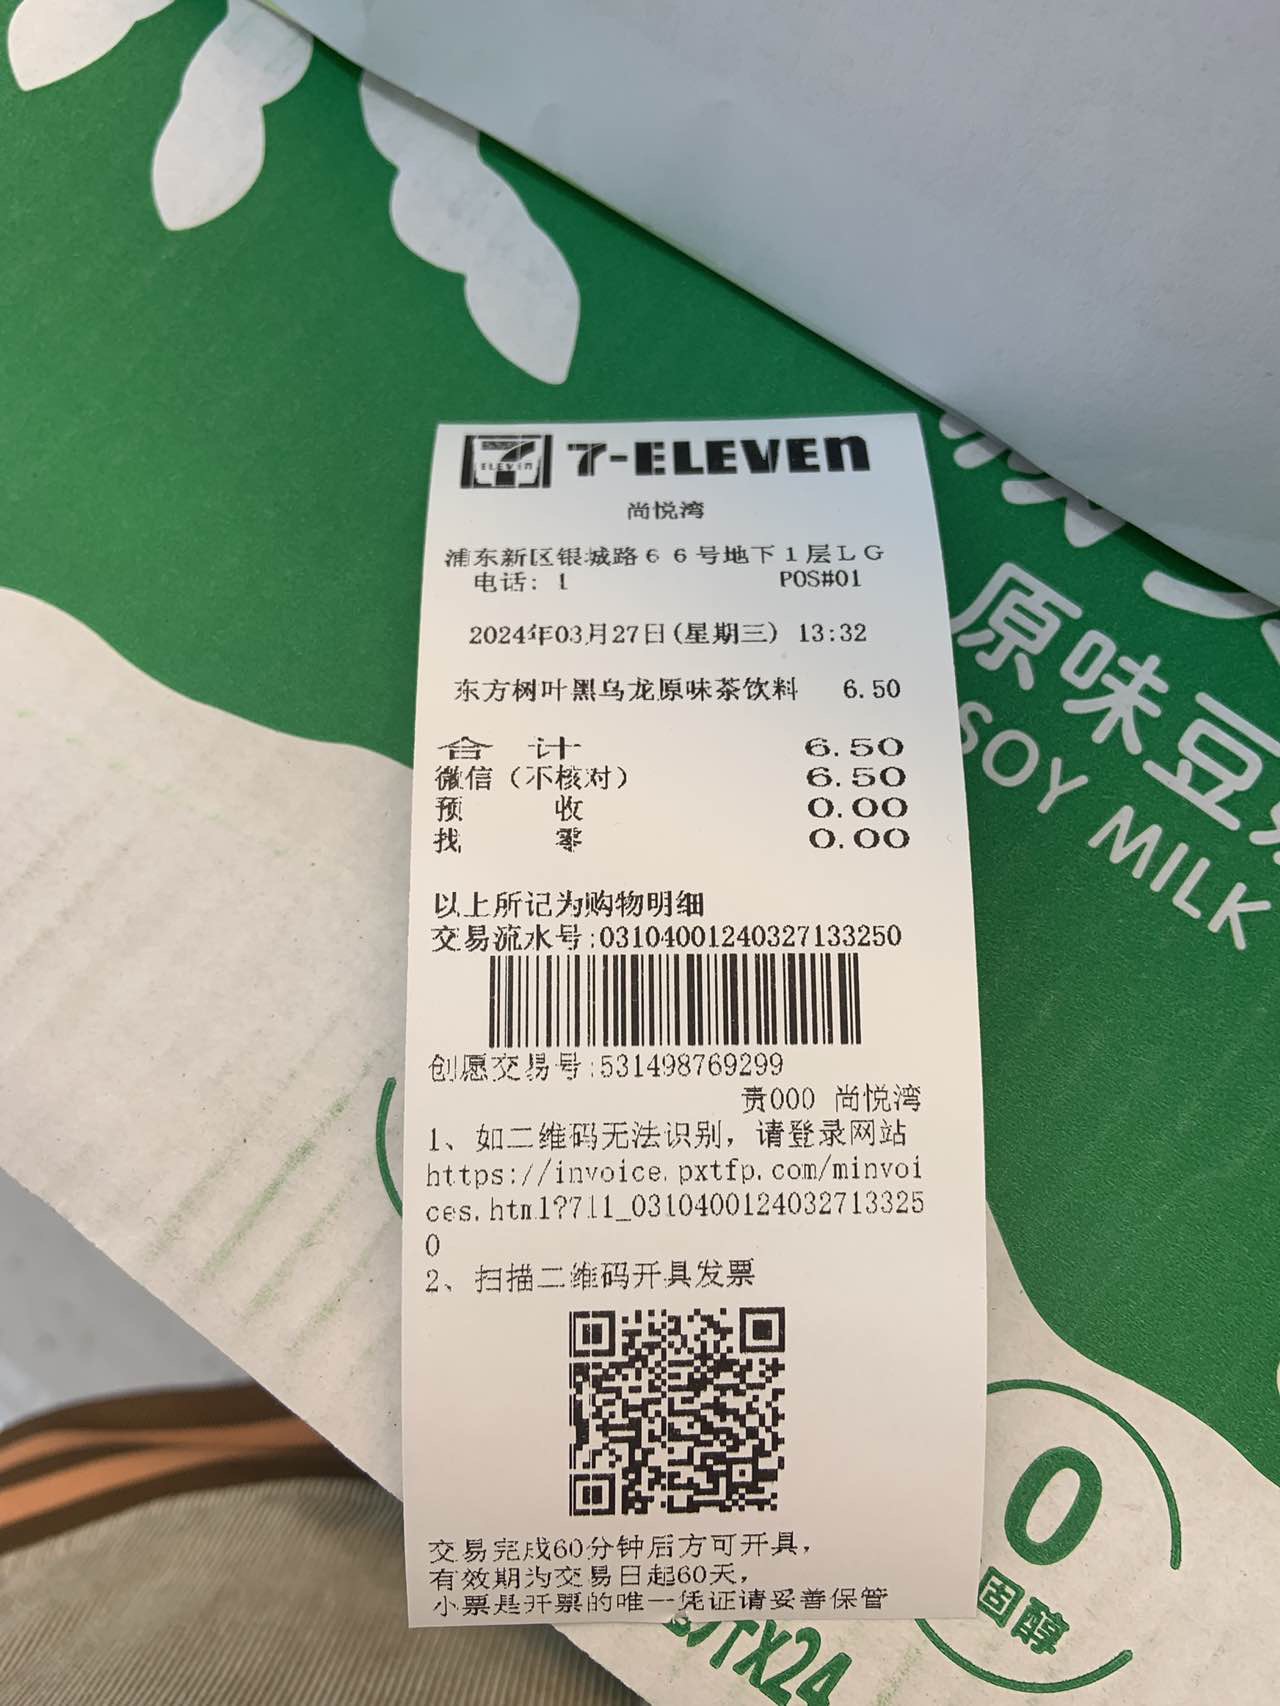 7-ELEVEN
ELEVEN
尚悦湾
浦东新区银城路66号地下1层LG
电话: 1 POS#01
2024年03月27日(星期三) 13:32
东方树叶黑乌龙原味茶饮料 6.50
合 计 6.50
微信（不核对） 6.50
预 收 0.00
找 零 0.00
以上所记为购物明细
交易流水号:03104001240327133250
创愿交易号:531498769299
责000 尚悦湾
1、如二维码无法识别，请登录网站
https://invoice.pxtfp.com/minvoi
ces.html?711_0310400124032713325
0
2、扫描二维码开具发票
交易完成60分钟后方可开具，
有效期为交易日起60天，
小票是开票的唯一凭证请妥善保管
原味豆
SOY MILK
0
固醇
X24